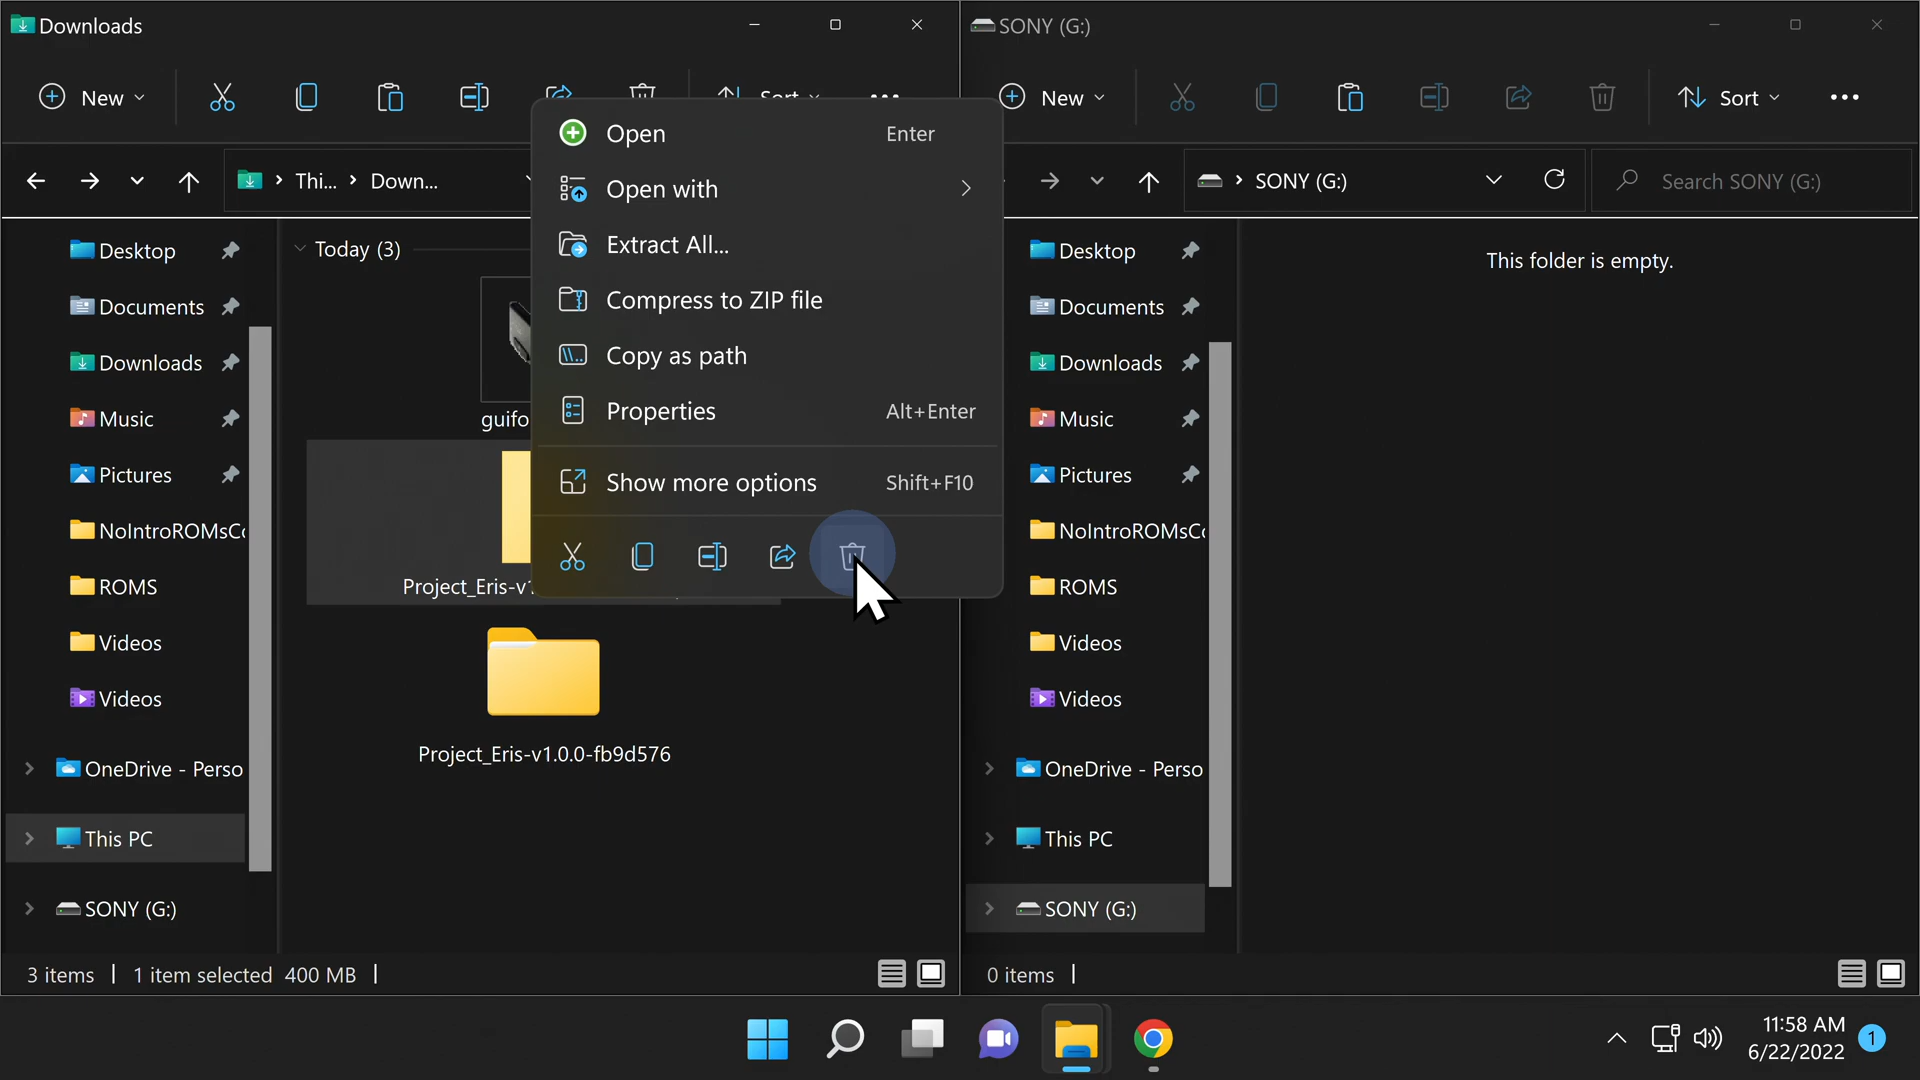 Downloads
New
Sort
Thi...
Down...
Desktop
Documents
Downloads
Music
Pictures
NoIntroROMsC
ROMS
Videos
Videos
OneDrive - Perso
This PC
SONY (G:)
Today (3)
guifo
Project_Eris-v1
Project_Eris-v1.0.0-fb9d576
3 items
1 item selected 400 MB
Open Enter
Open with
Extract All...
Compress to ZIP file
Copy as path
Properties Alt+Enter
Show more options Shift+F10
SONY (G:)
New
Sort
SONY (G:)
Search SONY (G:)
Desktop
Documents
Downloads
Music
Pictures
NoIntroROMsC
ROMS
Videos
Videos
OneDrive - Perso
This PC
SONY (G:)
This folder is empty.
0 items
11:58 AM
6/22/2022
1